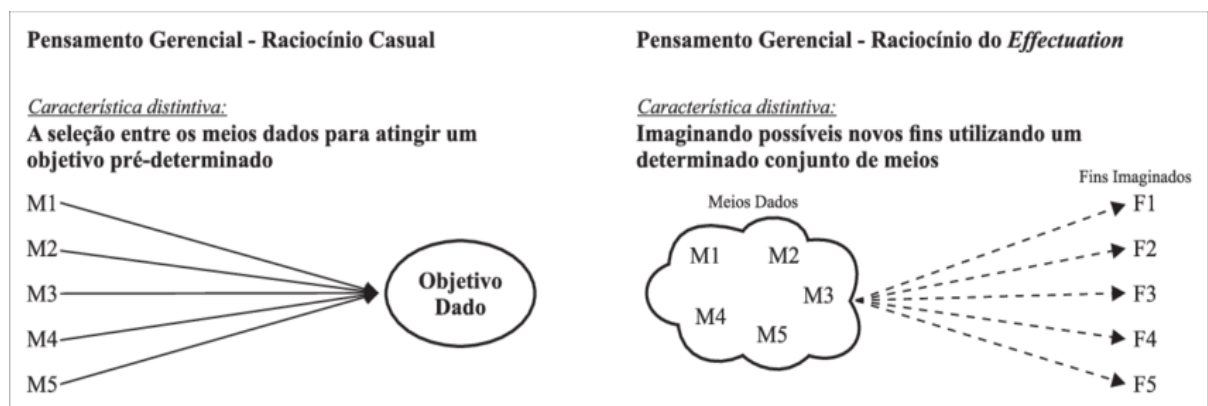 Pensamento Gerencial - Raciocínio Casual
Característica distintiva:
A seleção entre os meios dados para atingir um
objetivo pré-determinado
M1
M2
M3
M4
M5
Objetivo
Dado
Pensamento Gerencial - Raciocínio do Effectuation
Característica distintiva:
Imaginando possíveis novos fins utilizando um
determinado conjunto de meios
Meios Dados
M1 M2
M3
M4
M5
Fins Imaginados
F1
F2
F3
F4
F5